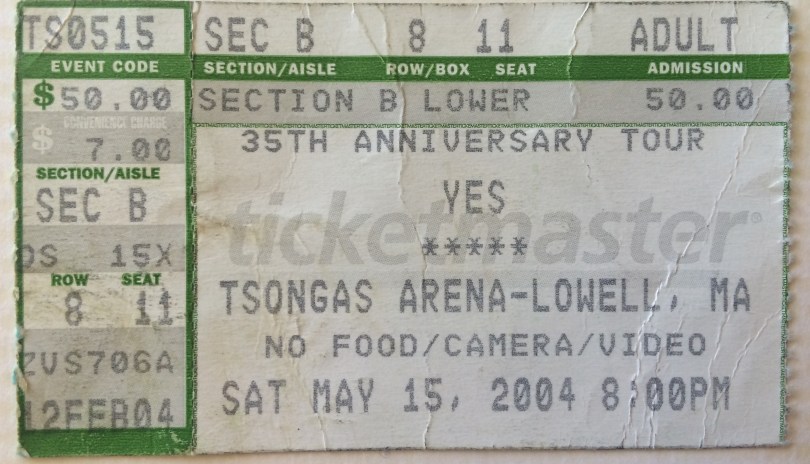 TS0515
EVENT CODE
$50.00
$ CONVENIENCE CHARGE
7.00
SECTION/AISLE
SEC B
DS 15X
ROW SEAT
8 11
ZVS706A
12FEB04
SEC B 8 11 ADULT
SECTION/AISLE ROW/BOX SEAT ADMISSION
SECTION B LOWER 50.00
35TH ANNIVERSARY TOUR
YES
ticketmaster®
*****
TSONGAS ARENA-LOWELL, MA
NO FOOD/CAMERA/VIDEO
SAT MAY 15, 2004 8:00PM